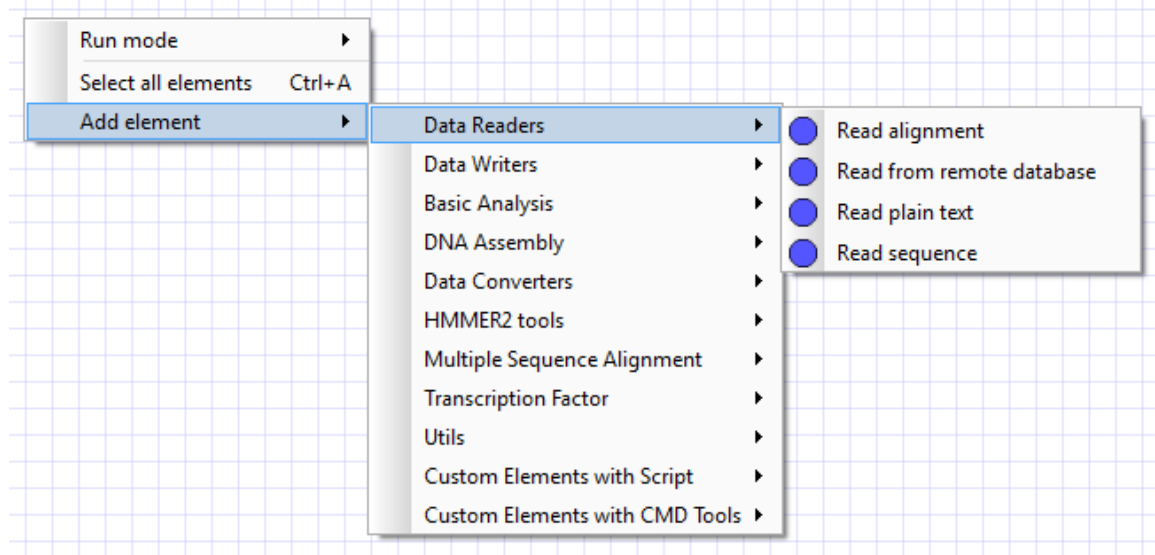 Run mode
Select all elements Ctrl+A
Add element
Data Readers
Data Writers
Basic Analysis
DNA Assembly
Data Converters
HMMER2 tools
Multiple Sequence Alignment
Transcription Factor
Utils
Custom Elements with Script
Custom Elements with CMD Tools
Read alignment
Read from remote database
Read plain text
Read sequence